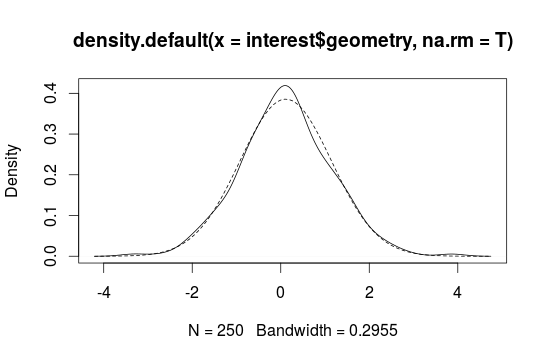 density.default(x = interest$geometry, na.rm = T)
Density
0.0 0.1 0.2 0.3 0.4
-4 -2 0 2 4
N = 250 Bandwidth = 0.2955